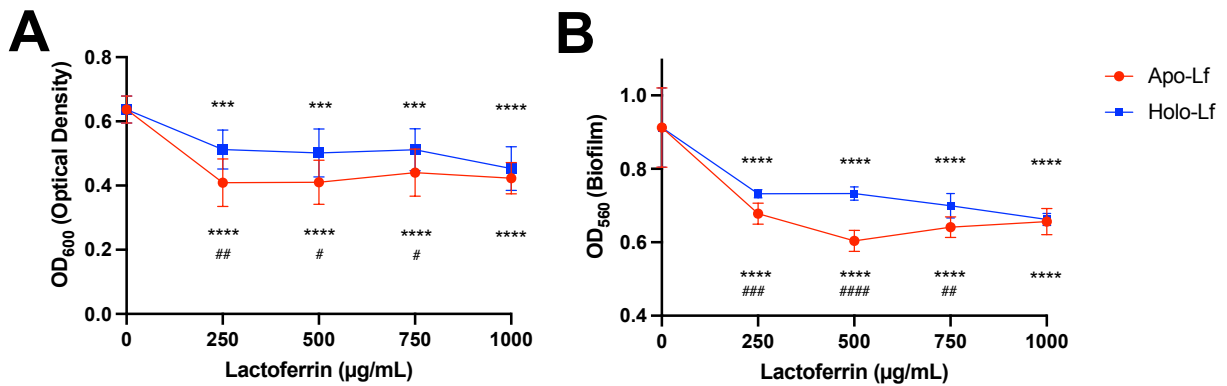 A
OD600 (Optical Density)
0.8
0.6
0.4
0.2
0.0
*** *** *** ****
**** **** **** ****
## # #
0 250 500 750 1000
Lactoferrin (µg/mL)
B
OD560 (Biofilm)
1.0
0.8
0.6
0.4
**** **** **** ****
**** **** **** ****
### #### ##
0 250 500 750 1000
Lactoferrin (µg/mL)
Apo-Lf
Holo-Lf